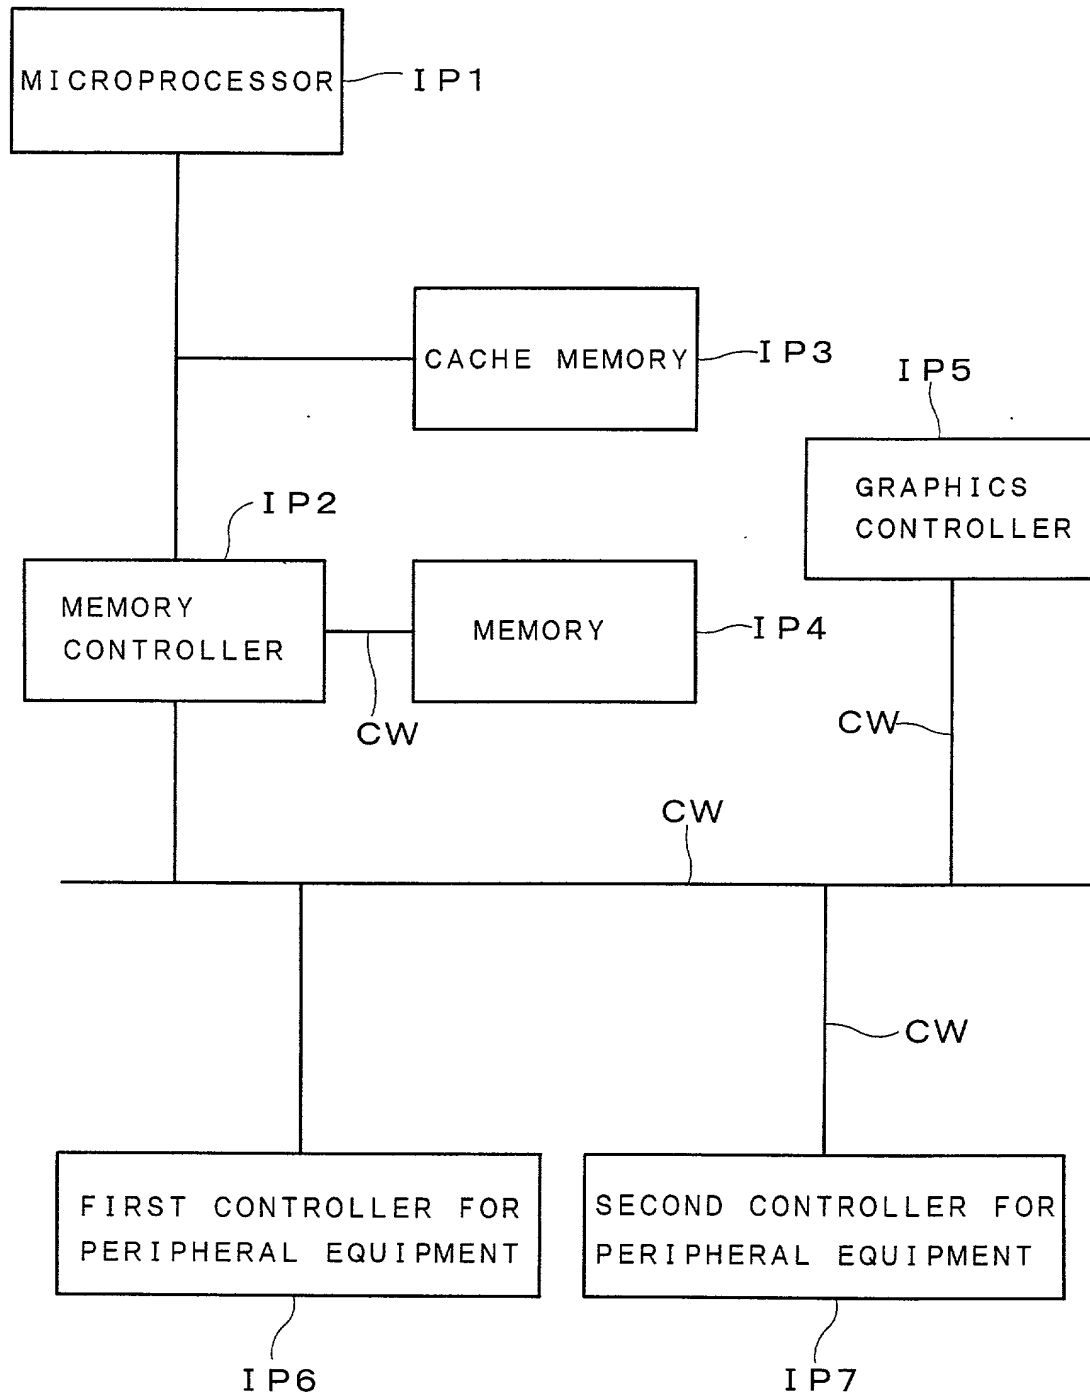 MICROPROCESSOR
IP1
CACHE MEMORY
IP3
IP5
GRAPHICS
CONTROLLER
IP2
MEMORY
CONTROLLER
MEMORY
IP4
CW
CW
CW
CW
FIRST CONTROLLER FOR
PERIPHERAL EQUIPMENT
SECOND CONTROLLER FOR
PERIPHERAL EQUIPMENT
IP6
IP7